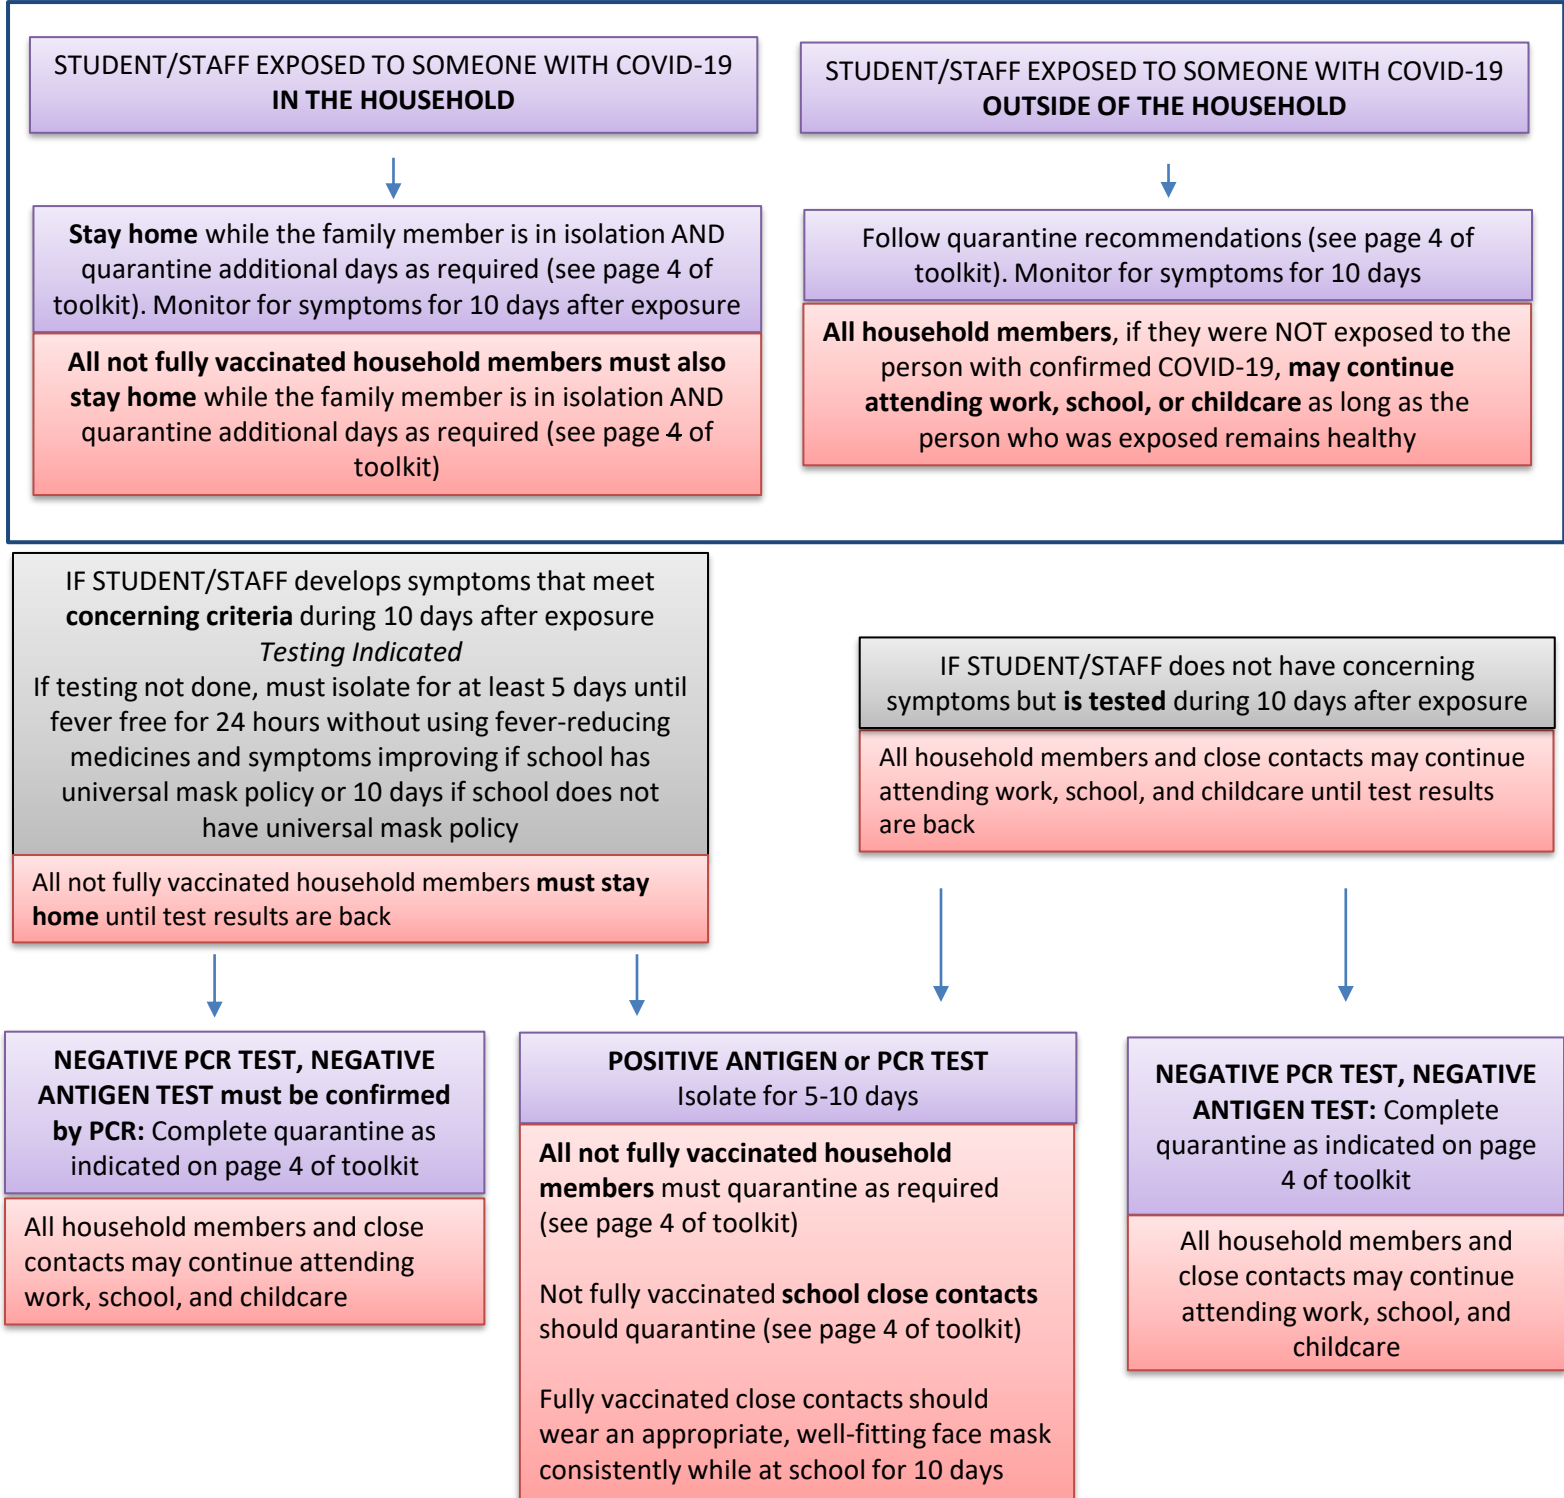 STUDENT/STAFF EXPOSED TO SOMEONE WITH COVID-19
IN THE HOUSEHOLD
STUDENT/STAFF EXPOSED TO SOMEONE WITH COVID-19
OUTSIDE OF THE HOUSEHOLD
Stay home while the family member is in isolation AND
quarantine additional days as required (see page 4 of
toolkit). Monitor for symptoms for 10 days after exposure
All not fully vaccinated household members must also
stay home while the family member is in isolation AND
quarantine additional days as required (see page 4 of
toolkit)
Follow quarantine recommendations (see page 4 of
toolkit). Monitor for symptoms for 10 days
All household members, if they were NOT exposed to the
person with confirmed COVID-19, may continue
attending work, school, or childcare as long as the
person who was exposed remains healthy
IF STUDENT/STAFF develops symptoms that meet
concerning criteria during 10 days after exposure
Testing Indicated
If testing not done, must isolate for at least 5 days until
fever free for 24 hours without using fever-reducing
medicines and symptoms improving if school has
universal mask policy or 10 days if school does not
have universal mask policy
All not fully vaccinated household members must stay
home until test results are back
IF STUDENT/STAFF does not have concerning
symptoms but is tested during 10 days after exposure
All household members and close contacts may continue
attending work, school, and childcare until test results
are back
NEGATIVE PCR TEST, NEGATIVE
ANTIGEN TEST must be confirmed
by PCR: Complete quarantine as
indicated on page 4 of toolkit
All household members and close
contacts may continue attending
work, school, and childcare
POSITIVE ANTIGEN or PCR TEST
Isolate for 5-10 days
All not fully vaccinated household
members must quarantine as required
(see page 4 of toolkit)
Not fully vaccinated school close contacts
should quarantine (see page 4 of toolkit)
Fully vaccinated close contacts should
wear an appropriate, well-fitting face mask
consistently while at school for 10 days
NEGATIVE PCR TEST, NEGATIVE
ANTIGEN TEST: Complete
quarantine as indicated on page
4 of toolkit
All household members and
close contacts may continue
attending work, school, and
childcare